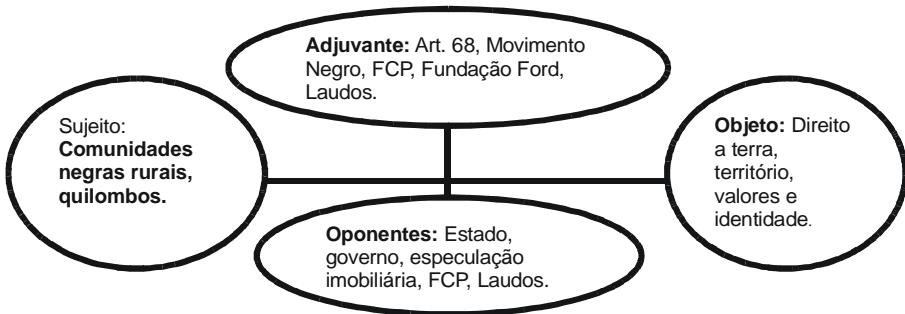 Adjuvante: Art. 68, Movimento
Negro, FCP, Fundação Ford,
Laudos.
Sujeito:
Comunidades
negras rurais,
quilombos.
Objeto: Direito
a terra,
território,
valores e
identidade.
Oponentes: Estado,
governo, especulação
imobiliária, FCP, Laudos.